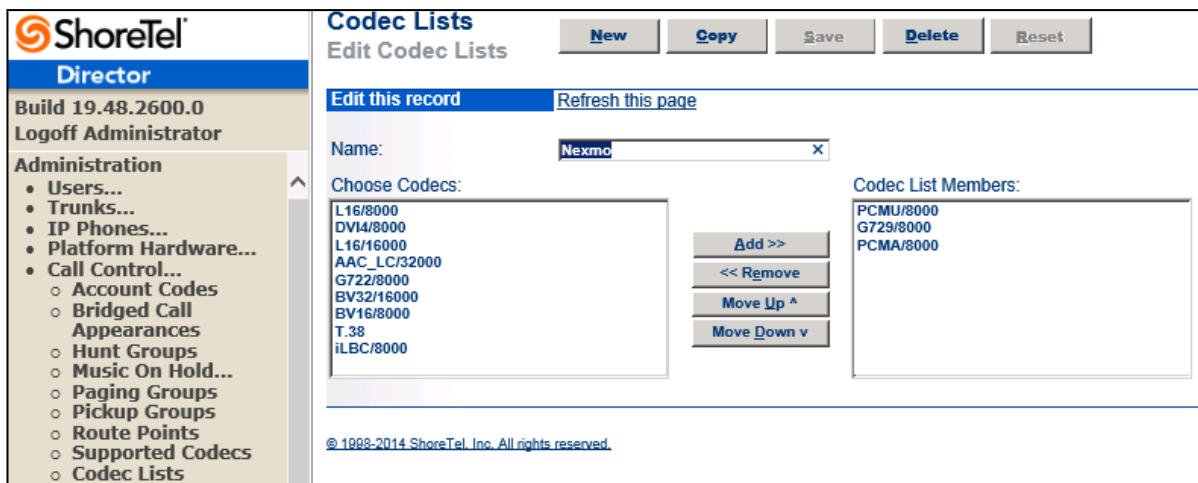 ShoreTel
Director
Build 19.48.2600.0
Logoff Administrator
Administration
Users...
Trunks...
IP Phones...
Platform Hardware...
Call Control...
Account Codes
Bridged Call
Appearances
Hunt Groups
Music On Hold...
Paging Groups
Pickup Groups
Route Points
Supported Codecs
Codec Lists
Codec Lists
Edit Codec Lists
New
Copy
Save
Delete
Reset
Edit this record
Refresh this page
Name:
Nexmo
Choose Codecs:
L16/8000
DVI4/8000
L16/16000
AAC_LC/32000
G722/8000
BV32/16000
BV16/8000
T.38
iLBC/8000
Add >>
<< Remove
Move Up ^
Move Down v
Codec List Members:
PCMU/8000
G729/8000
PCMA/8000
© 1998-2014 ShoreTel, Inc. All rights reserved.